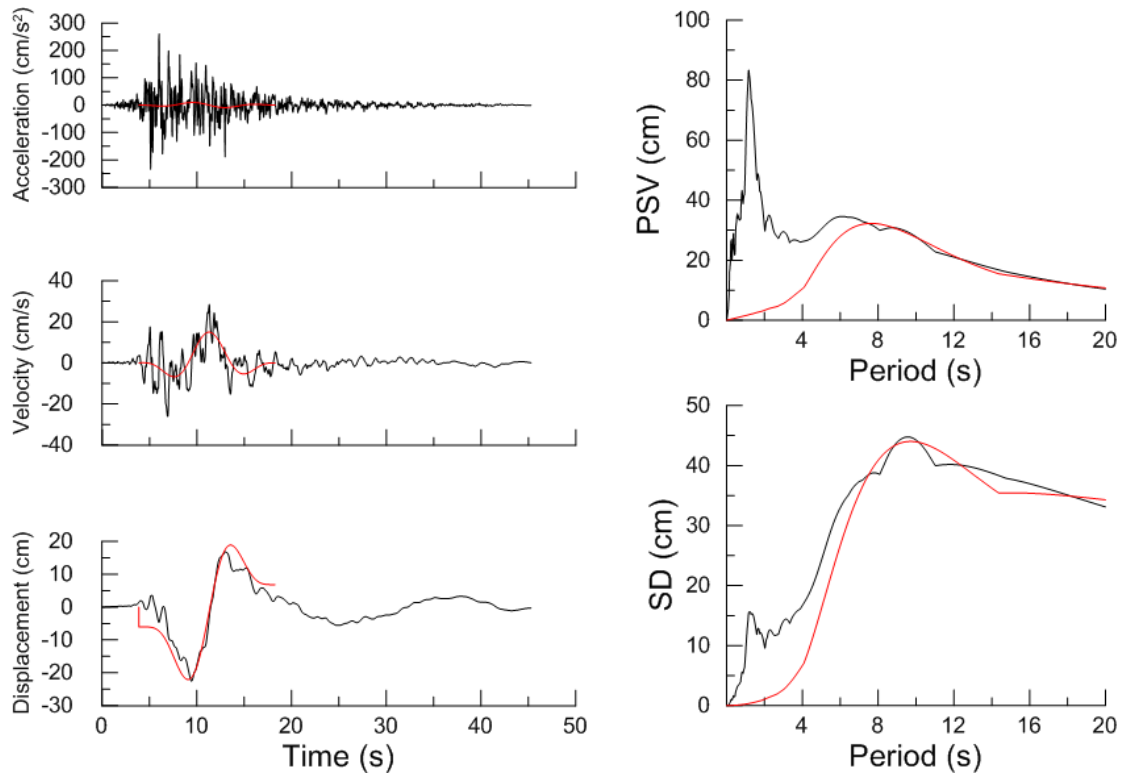 Acceleration (cm/s²)
300
200
100
0
-100
-200
-300
Velocity (cm/s)
40
20
0
-20
-40
Displacement (cm)
20
10
0
-10
-20
-30
0 10 20 30 40 50
Time (s)
PSV (cm)
100
80
60
40
20
0
4 8 12 16 20
Period (s)
SD (cm)
50
40
30
20
10
0
4 8 12 16 20
Period (s)